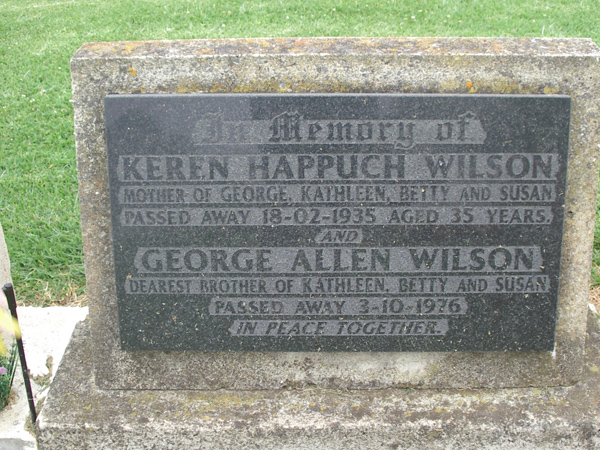 In Memory of
KEREN HAPPUCH WILSON
MOTHER OF GEORGE, KATHLEEN, BETTY AND SUSAN
PASSED AWAY 18-02-1935 AGED 35 YEARS.
AND
GEORGE ALLEN WILSON
DEAREST BROTHER OF KATHLEEN, BETTY AND SUSAN
PASSED AWAY 3-10-1976
IN PEACE TOGETHER.